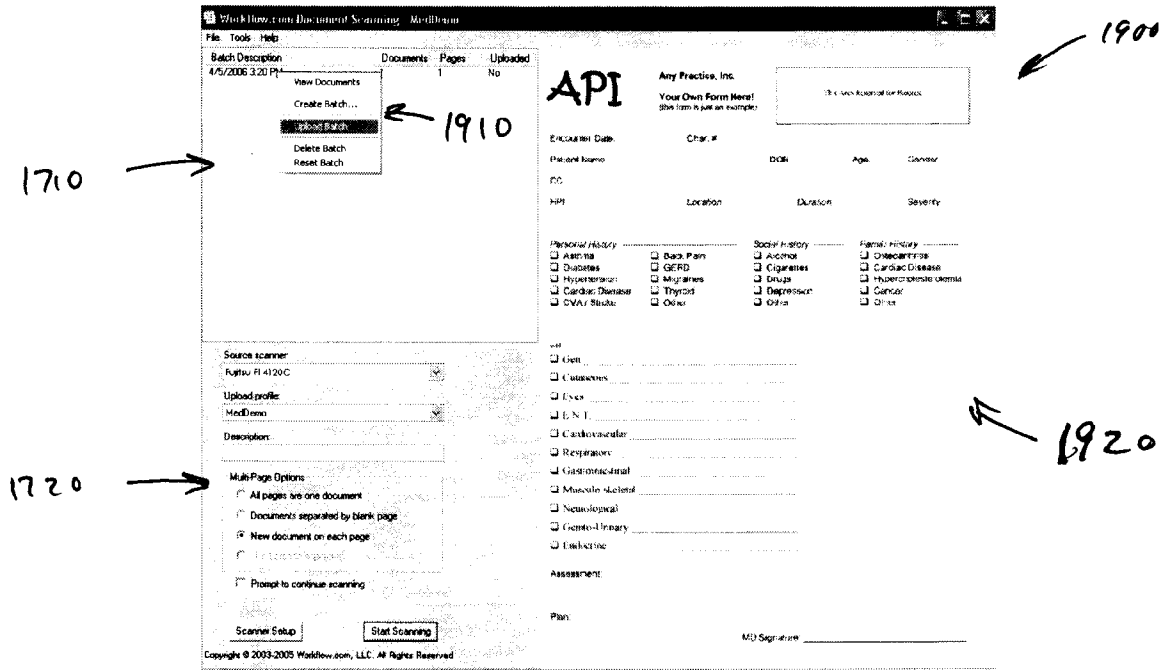 Workflow.com Document Scanning - MedDemo
File Tools Help
Batch Description Documents Pages Uploaded
4/5/2006 3:20 PM 1 No
View Documents
Create Batch...
Upload Batch
Delete Batch
Reset Batch
1900
1910
1710
1720
1920
API
Any Practice, Inc.
Your Own Form Here!
(this form is just an example)
Encounter Date: Chart #
Patient Name DOB Age Gender
CC
HPI Location Duration Severity
Personal History Social History Family History
Asthma Back Pain Alcohol Osteoarthritis
Diabetes GERD Cigarettes Cardiac Disease
Hypertension Migraines Drugs Hypercholesterolemia
Cardiac Disease Thyroid Depression Cancer
CVA / Stroke Other Other Other
Gen
Cutaneous
Eyes
E.N.T.
Cardiovascular
Respiratory
Gastrointestinal
Musculo skeletal
Neurological
Genito-Urinary
Endocrine
Assessment:
Plan:
MD Signature:
Source scanner:
Fujitsu FI-4120C
Upload profile:
MedDemo
Description:
Multi-Page Options
All pages are one document
Documents separated by blank page
New document on each page
Prompt to continue scanning
Scanner Setup Start Scanning
Copyright © 2003-2005 Workflow.com, LLC. All Rights Reserved